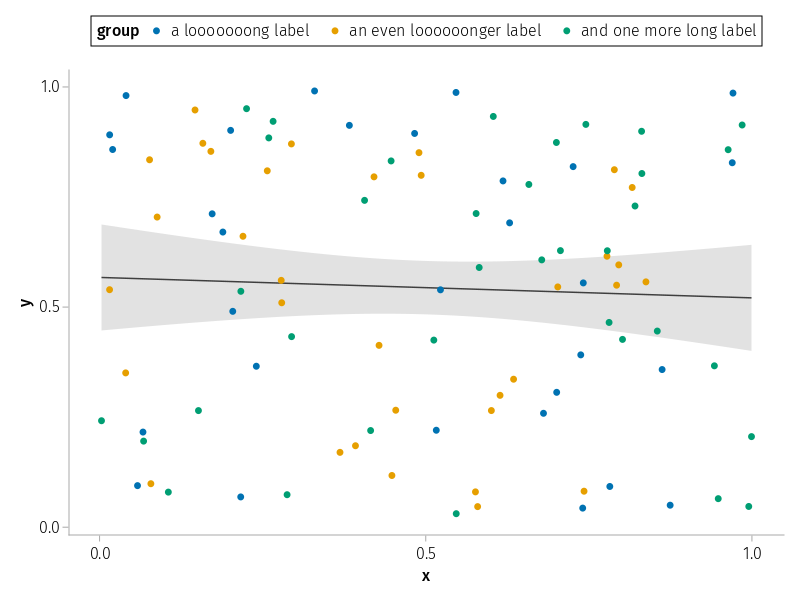 group a looooooong label an even loooooonger label and one more long label
1.0
y 0.5
0.0
0.0 0.5 1.0
x